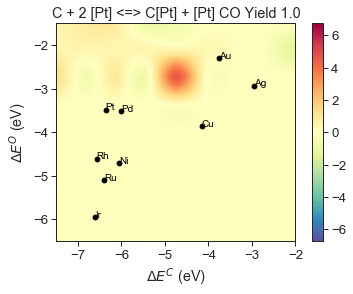 C + 2 [Pt] <=> C[Pt] + [Pt] CO Yield 1.0
−2
−3
−4
−5
−6
ΔE^O (eV)
Au
Ag
Pt
Pd
Cu
Rh
Ni
Ru
Ir
−7
−6
−5
−4
−3
−2
ΔE^C (eV)
6
4
2
0
−2
−4
−6